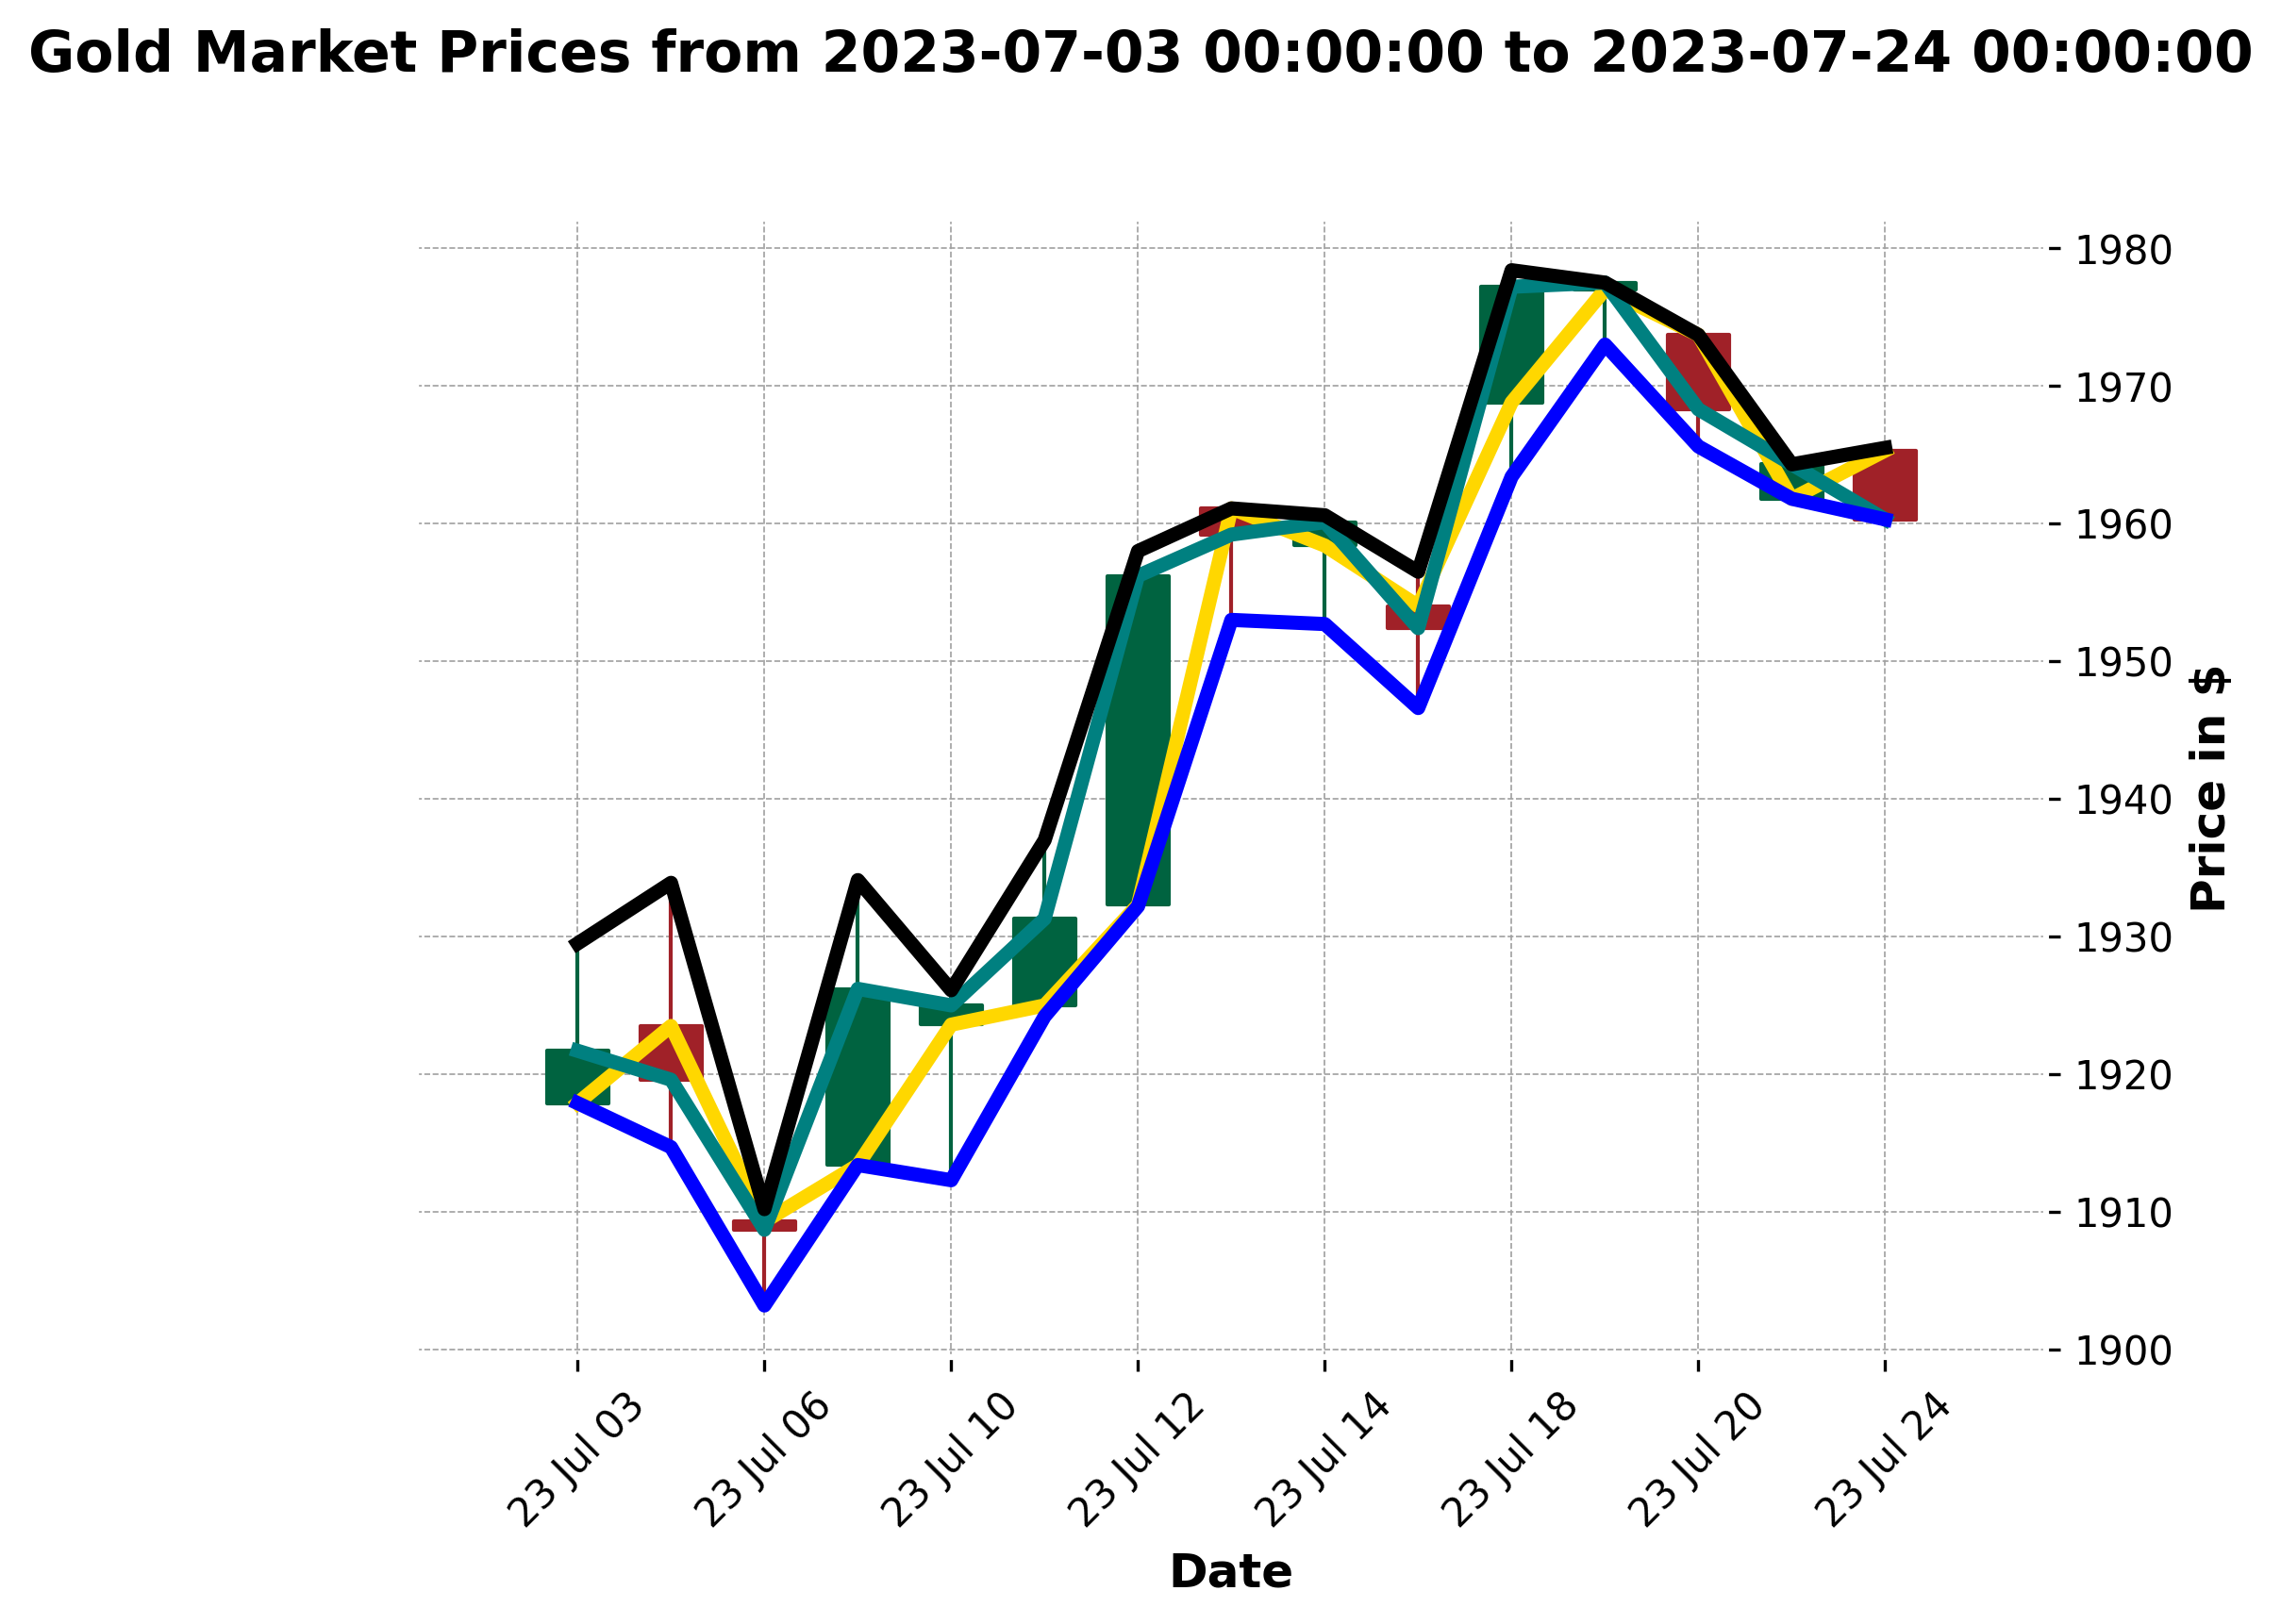 Gold Market Prices from 2023-07-03 00:00:00 to 2023-07-24 00:00:00
1980
1970
1960
1950
1940
1930
1920
1910
1900
Price in $
23 Jul 03
23 Jul 06
23 Jul 10
23 Jul 12
23 Jul 14
23 Jul 18
23 Jul 20
23 Jul 24
Date